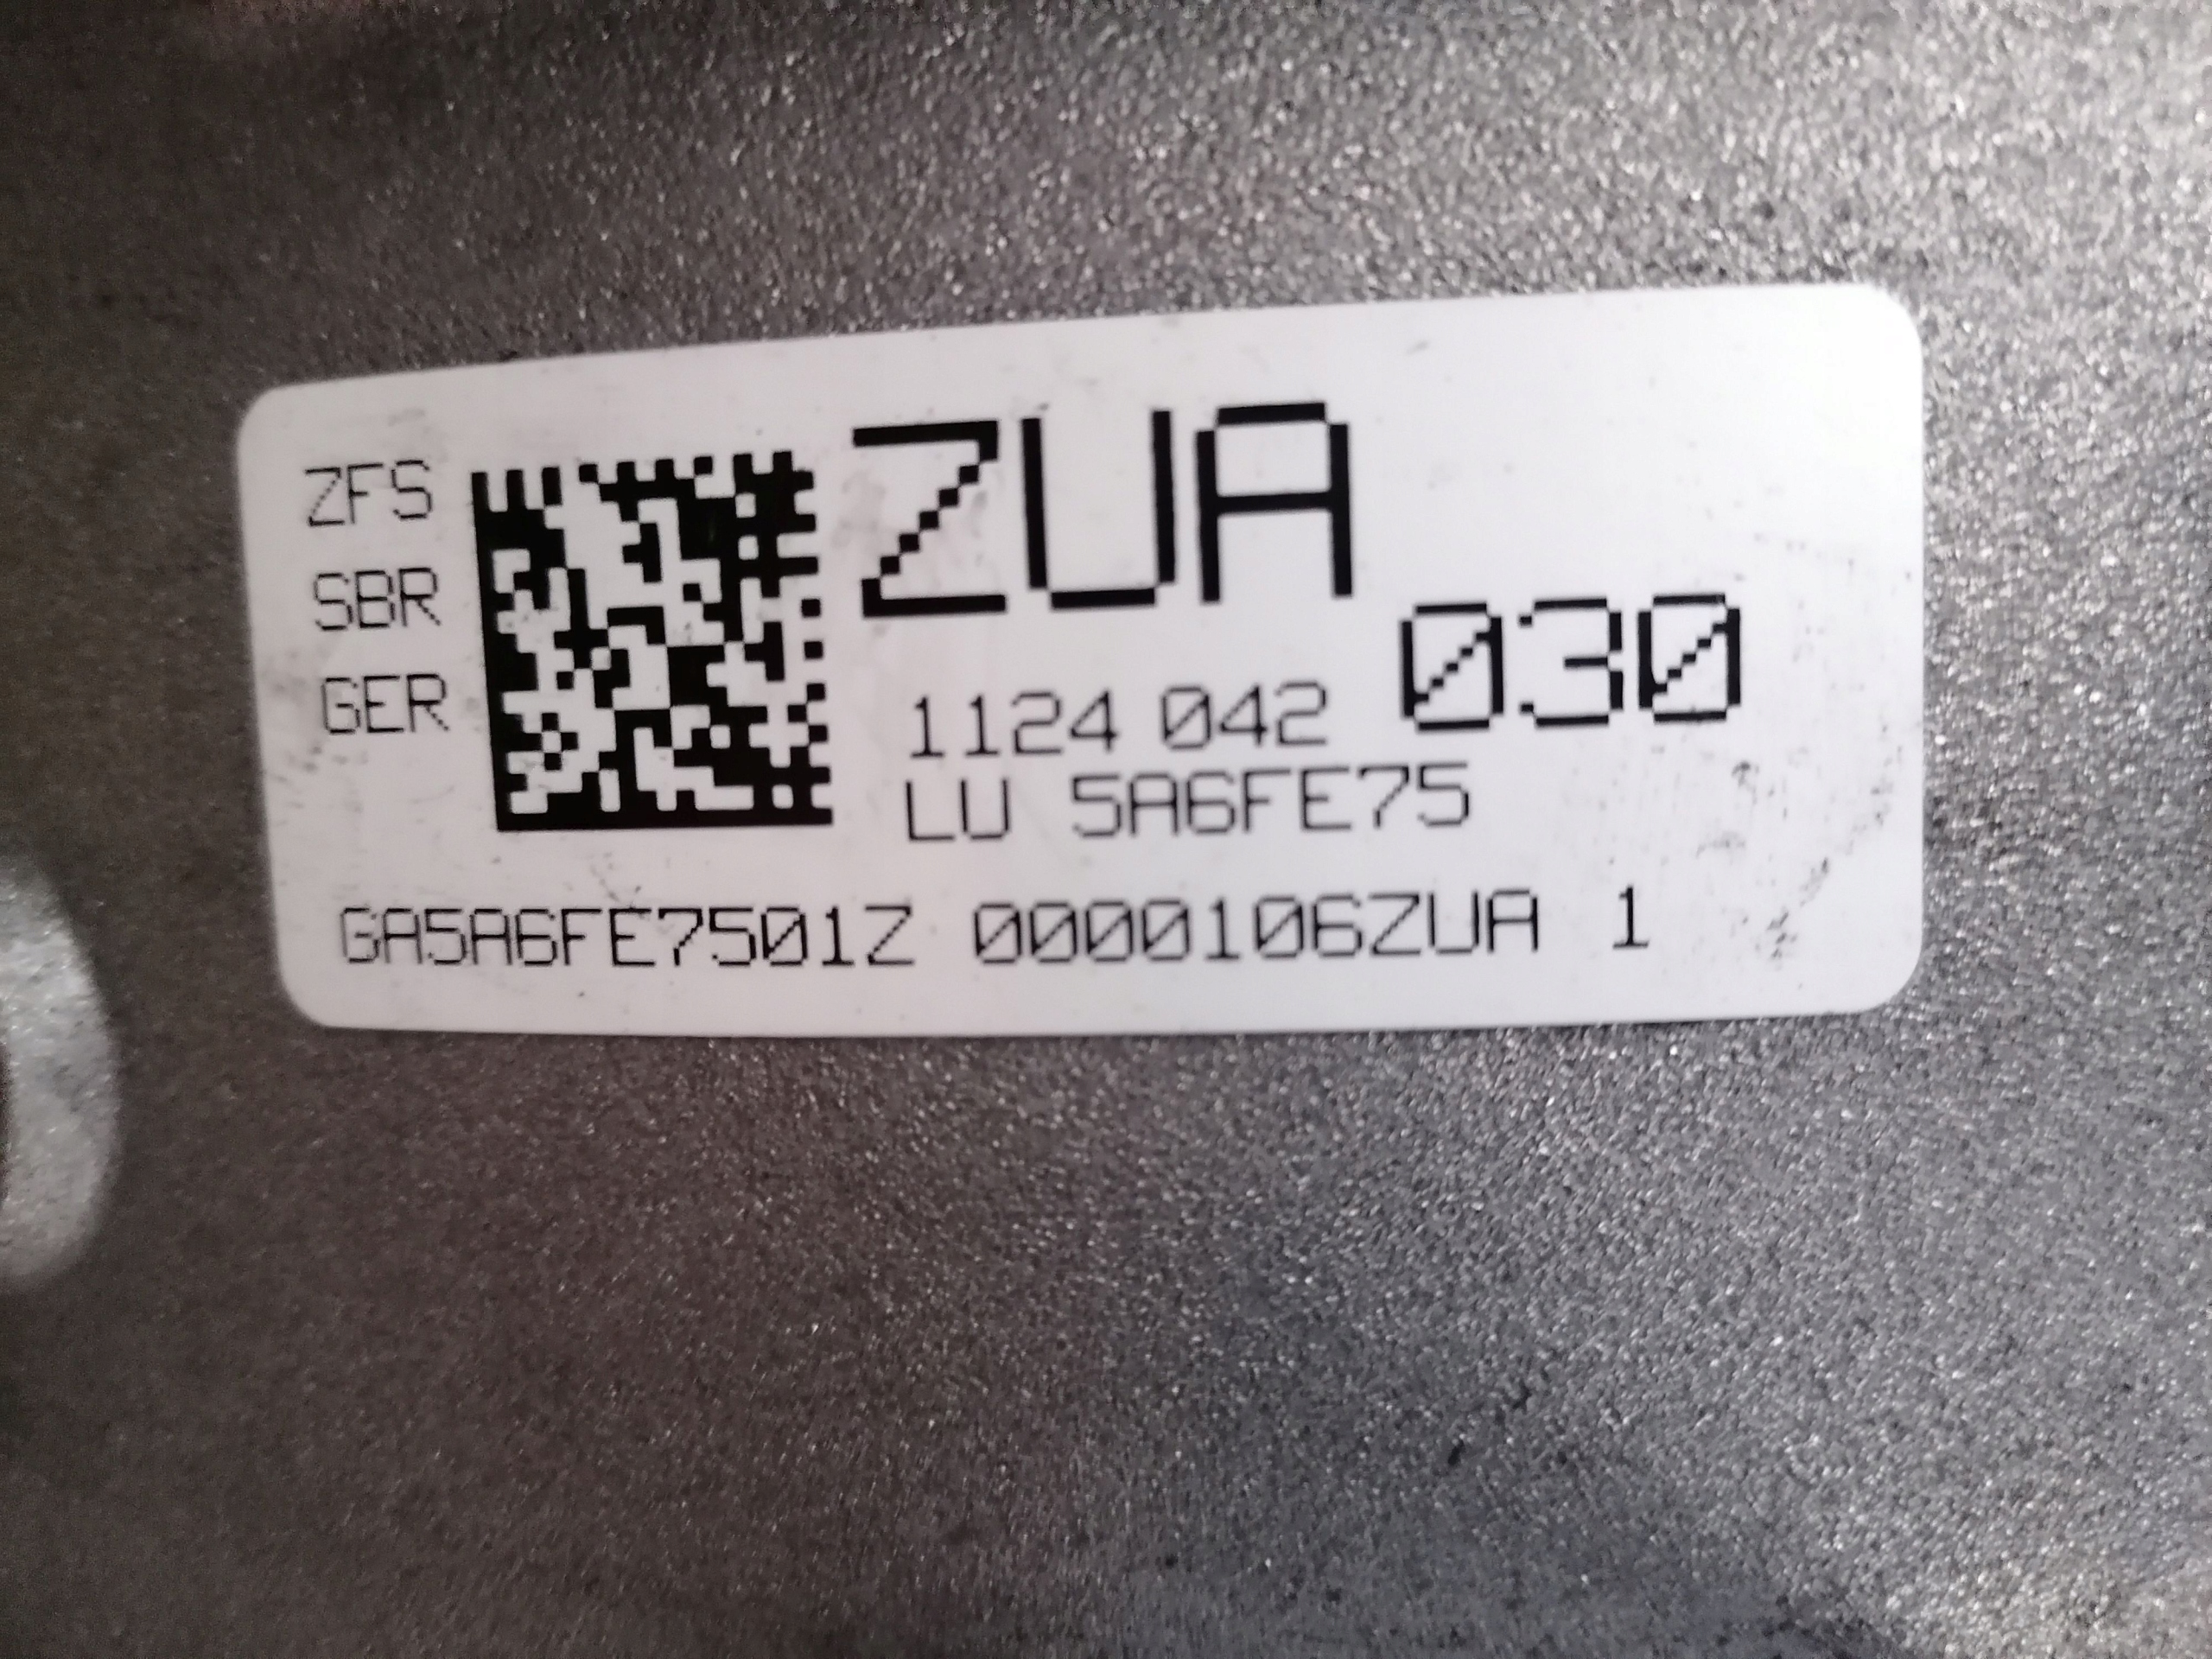 ZFS
SBR
GER
ZUA
1124 042 030
LU 5A6FE75
GA5A6FE7501Z 0000106ZUA 1